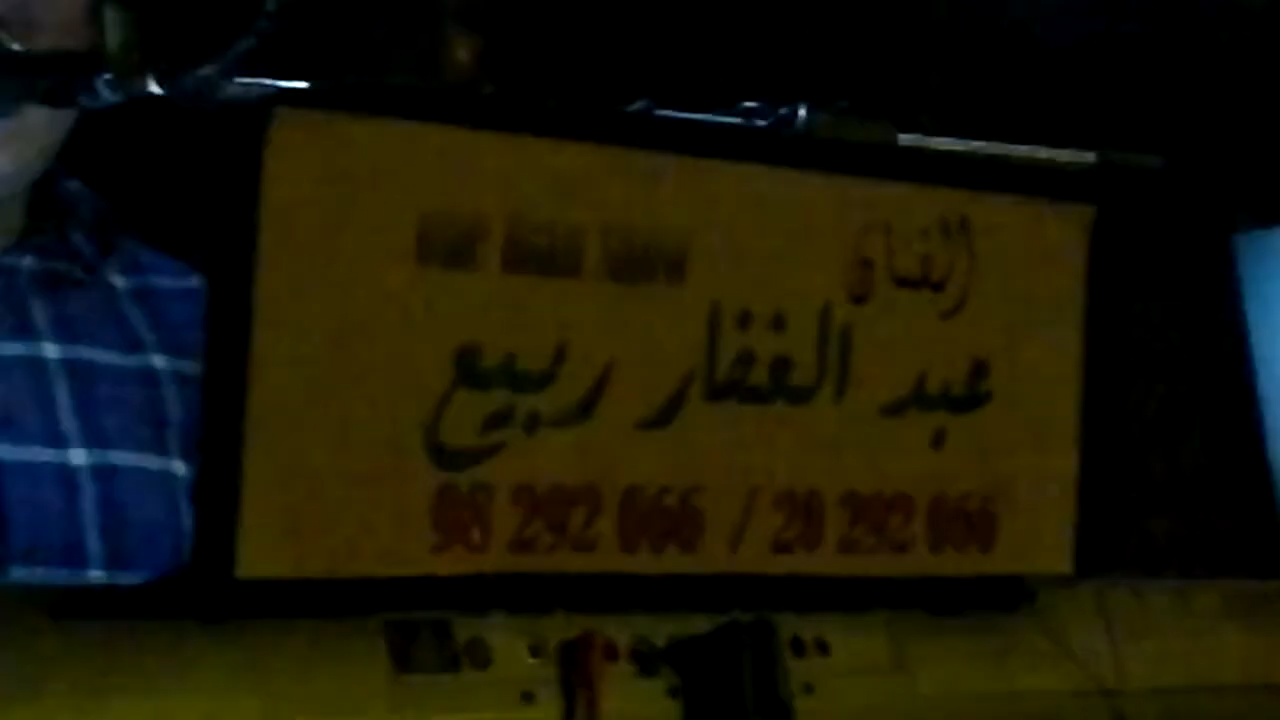 الفنان
عبد الغفار ربيع
98 292 066 / 20 292 066